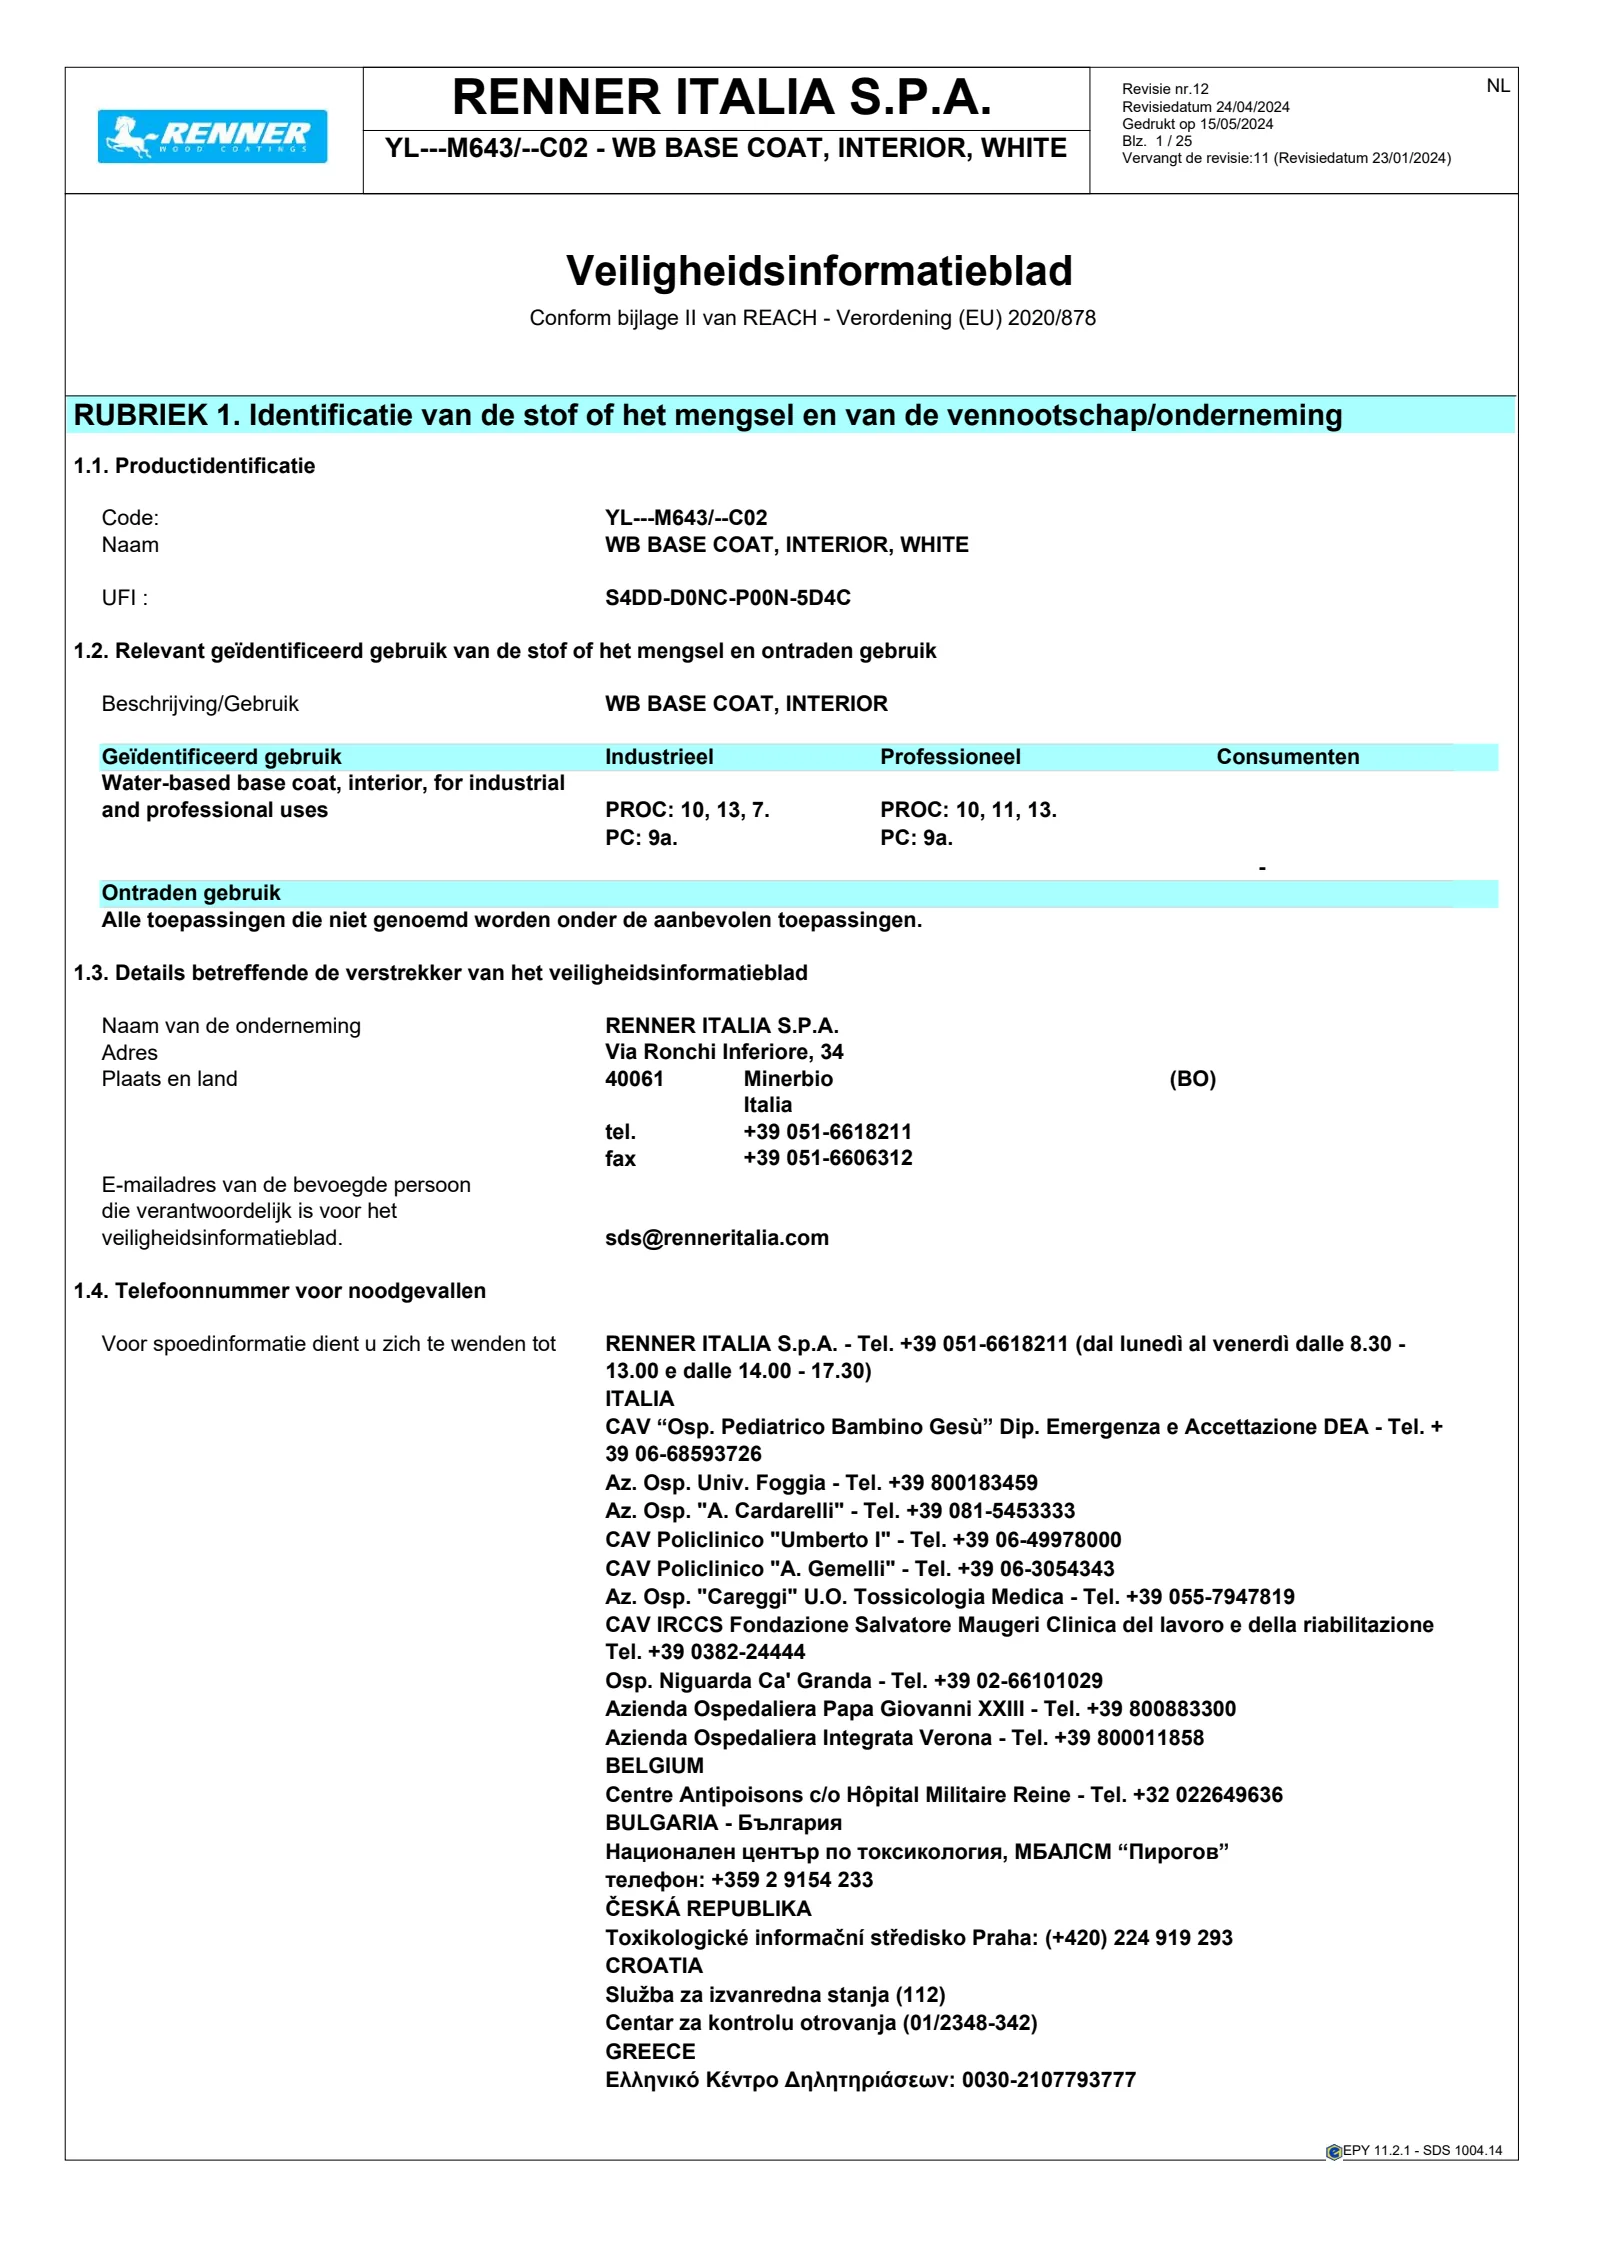 RENNER
WOOD COATINGS
RENNER ITALIA S.P.A.
YL---M643/--C02 - WB BASE COAT, INTERIOR, WHITE
NL
Revisie nr.12
Revisiedatum 24/04/2024
Gedrukt op 15/05/2024
Blz. 1 / 25
Vervangt de revisie:11 (Revisiedatum 23/01/2024)
Veiligheidsinformatieblad
Conform bijlage II van REACH - Verordening (EU) 2020/878
RUBRIEK 1. Identificatie van de stof of het mengsel en van de vennootschap/onderneming
1.1. Productidentificatie
Code: YL---M643/--C02
Naam WB BASE COAT, INTERIOR, WHITE
UFI : S4DD-D0NC-P00N-5D4C
1.2. Relevant geïdentificeerd gebruik van de stof of het mengsel en ontraden gebruik
Beschrijving/Gebruik WB BASE COAT, INTERIOR
Geïdentificeerd gebruik Industrieel Professioneel Consumenten
Water-based base coat, interior, for industrial
and professional uses PROC: 10, 13, 7. PROC: 10, 11, 13.
PC: 9a. PC: 9a.
-
Ontraden gebruik
Alle toepassingen die niet genoemd worden onder de aanbevolen toepassingen.
1.3. Details betreffende de verstrekker van het veiligheidsinformatieblad
Naam van de onderneming RENNER ITALIA S.P.A.
Adres Via Ronchi Inferiore, 34
Plaats en land 40061 Minerbio (BO)
Italia
tel. +39 051-6618211
fax +39 051-6606312
E-mailadres van de bevoegde persoon
die verantwoordelijk is voor het
veiligheidsinformatieblad. sds@renneritalia.com
1.4. Telefoonnummer voor noodgevallen
Voor spoedinformatie dient u zich te wenden tot RENNER ITALIA S.p.A. - Tel. +39 051-6618211 (dal lunedì al venerdì dalle 8.30 -
13.00 e dalle 14.00 - 17.30)
ITALIA
CAV “Osp. Pediatrico Bambino Gesù” Dip. Emergenza e Accettazione DEA - Tel. +
39 06-68593726
Az. Osp. Univ. Foggia - Tel. +39 800183459
Az. Osp. "A. Cardarelli" - Tel. +39 081-5453333
CAV Policlinico "Umberto I" - Tel. +39 06-49978000
CAV Policlinico "A. Gemelli" - Tel. +39 06-3054343
Az. Osp. "Careggi" U.O. Tossicologia Medica - Tel. +39 055-7947819
CAV IRCCS Fondazione Salvatore Maugeri Clinica del lavoro e della riabilitazione
Tel. +39 0382-24444
Osp. Niguarda Ca' Granda - Tel. +39 02-66101029
Azienda Ospedaliera Papa Giovanni XXIII - Tel. +39 800883300
Azienda Ospedaliera Integrata Verona - Tel. +39 800011858
BELGIUM
Centre Antipoisons c/o Hôpital Militaire Reine - Tel. +32 022649636
BULGARIA - България
Национален център по токсикология, МБАЛСМ “Пирогов”
телефон: +359 2 9154 233
ČESKÁ REPUBLIKA
Toxikologické informační středisko Praha: (+420) 224 919 293
CROATIA
Služba za izvanredna stanja (112)
Centar za kontrolu otrovanja (01/2348-342)
GREECE
Ελληνικό Κέντρο Δηλητηριάσεων: 0030-2107793777
EPY 11.2.1 - SDS 1004.14